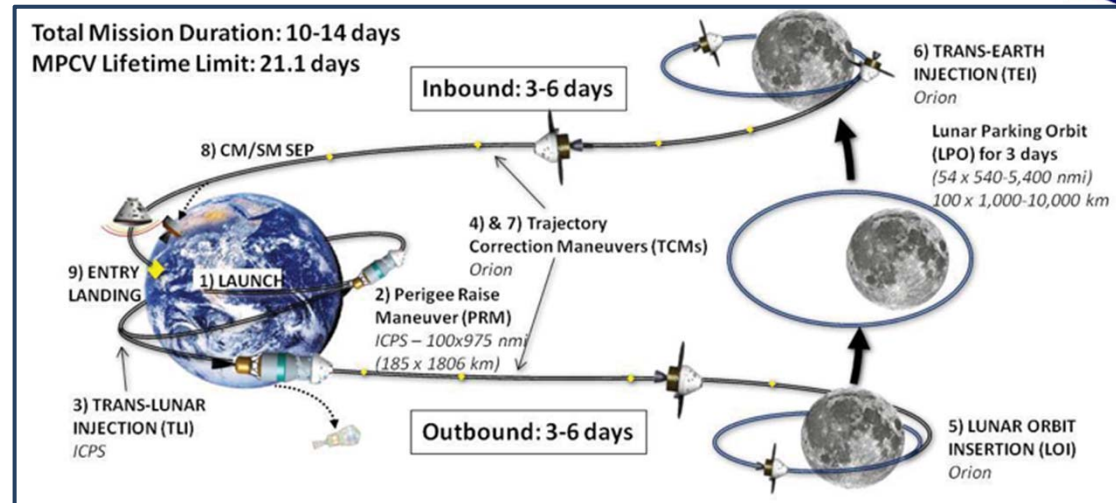 Total Mission Duration: 10-14 days
MPCV Lifetime Limit: 21.1 days
Inbound: 3-6 days
6) TRANS-EARTH
INJECTION (TEI)
Orion
Lunar Parking Orbit
(LPO) for 3 days
(54 x 540-5,400 nmi)
100 x 1,000-10,000 km
8) CM/SM SEP
4) & 7) Trajectory
Correction Maneuvers (TCMs)
Orion
9) ENTRY
LANDING
1) LAUNCH
2) Perigee Raise
Maneuver (PRM)
ICPS – 100x975 nmi
(185 x 1806 km)
3) TRANS-LUNAR
INJECTION (TLI)
ICPS
Outbound: 3-6 days
5) LUNAR ORBIT
INSERTION (LOI)
Orion